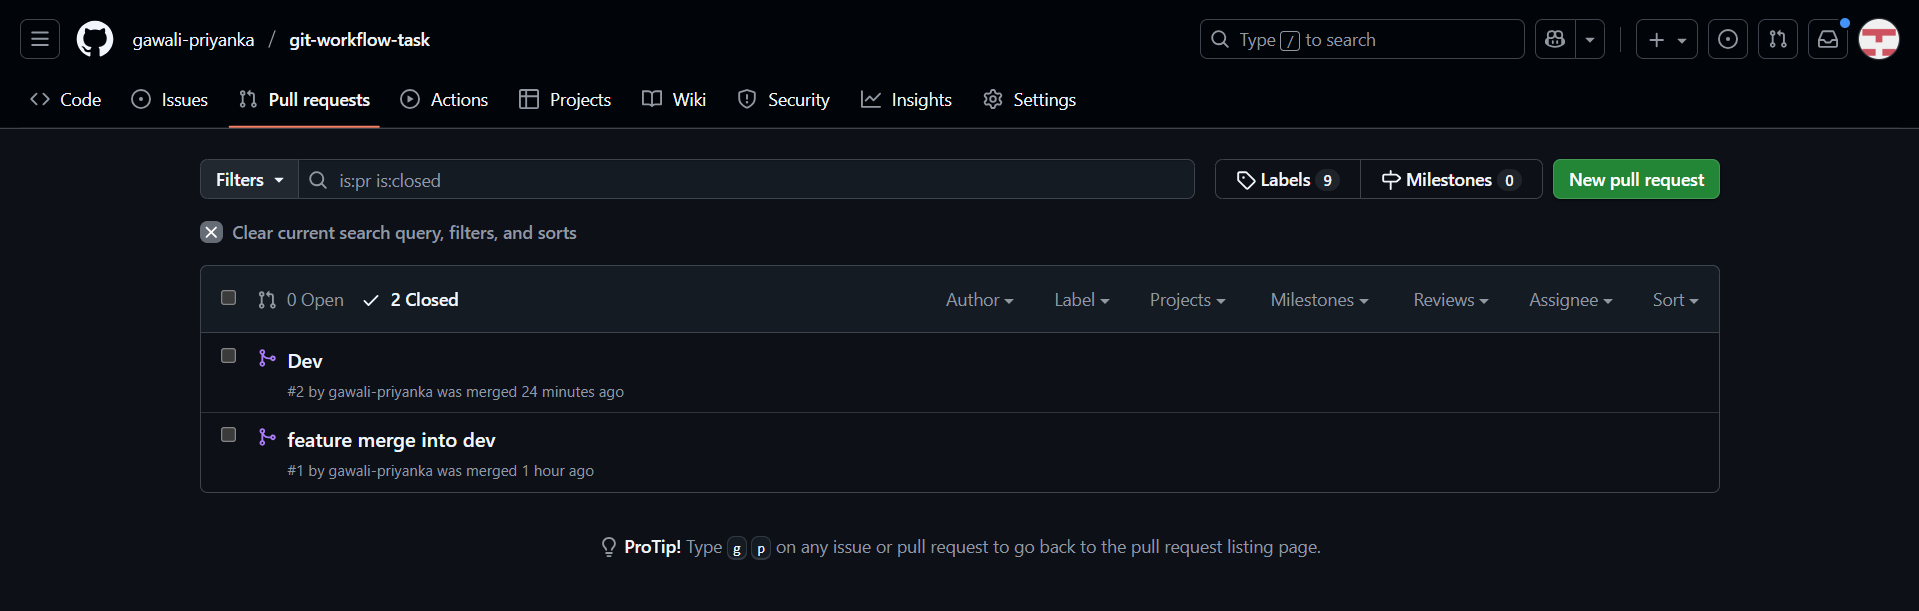 gawali-priyanka / git-workflow-task
Type / to search
Code Issues Pull requests Actions Projects Wiki Security Insights Settings
Filters is:pr is:closed Labels 9 Milestones 0 New pull request
Clear current search query, filters, and sorts
0 Open 2 Closed Author Label Projects Milestones Reviews Assignee Sort
Dev
#2 by gawali-priyanka was merged 24 minutes ago
feature merge into dev
#1 by gawali-priyanka was merged 1 hour ago
ProTip! Type g p on any issue or pull request to go back to the pull request listing page.